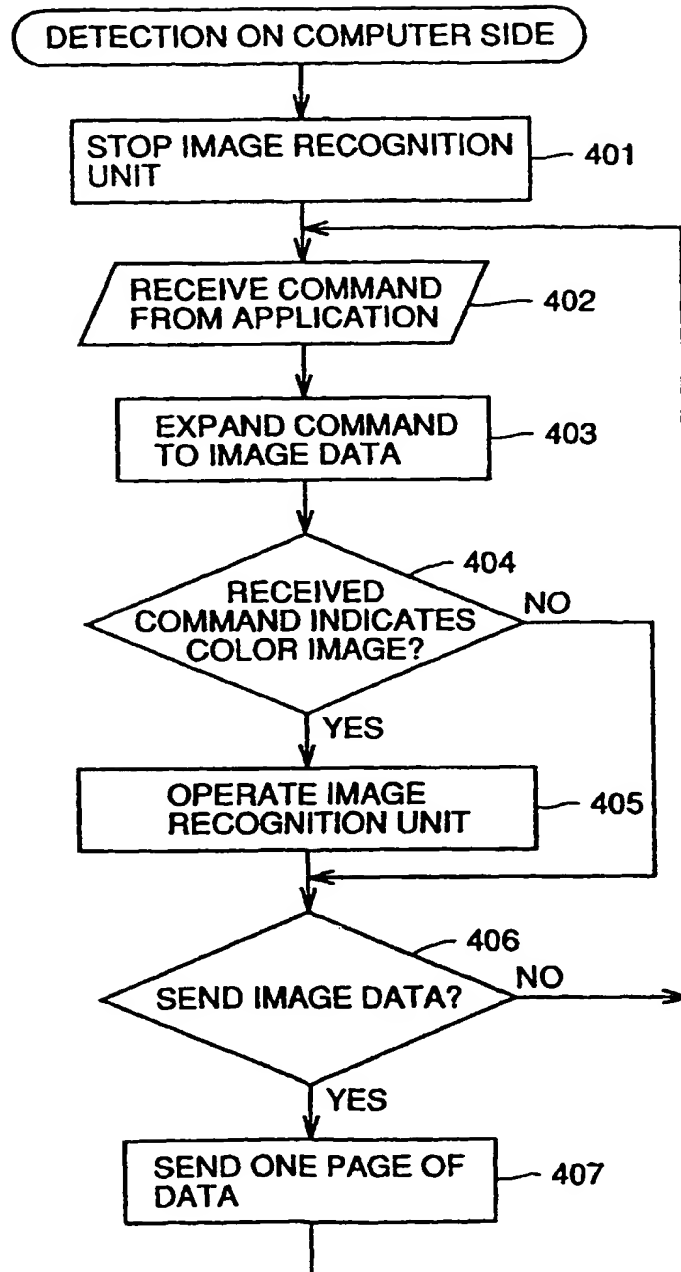 DETECTION ON COMPUTER SIDE
STOP IMAGE RECOGNITION
UNIT
401
RECEIVE COMMAND
FROM APPLICATION
402
EXPAND COMMAND
TO IMAGE DATA
403
404
RECEIVED
COMMAND INDICATES
COLOR IMAGE?
NO
YES
OPERATE IMAGE
RECOGNITION UNIT
405
406
SEND IMAGE DATA?
NO
YES
SEND ONE PAGE OF
DATA
407